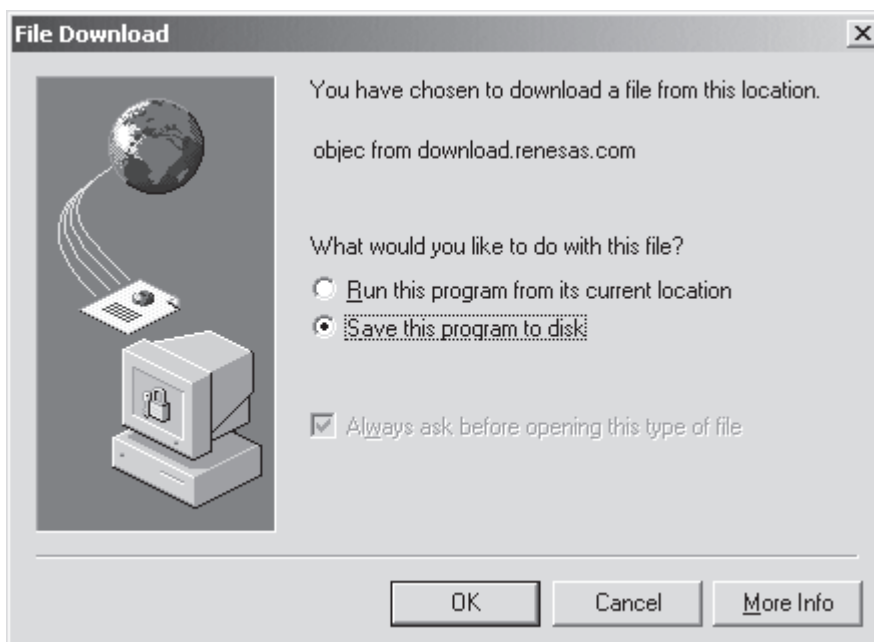 File Download
You have chosen to download a file from this location.
objec from download.renesas.com
What would you like to do with this file?
Run this program from its current location
Save this program to disk
Always ask before opening this type of file
OK
Cancel
More Info